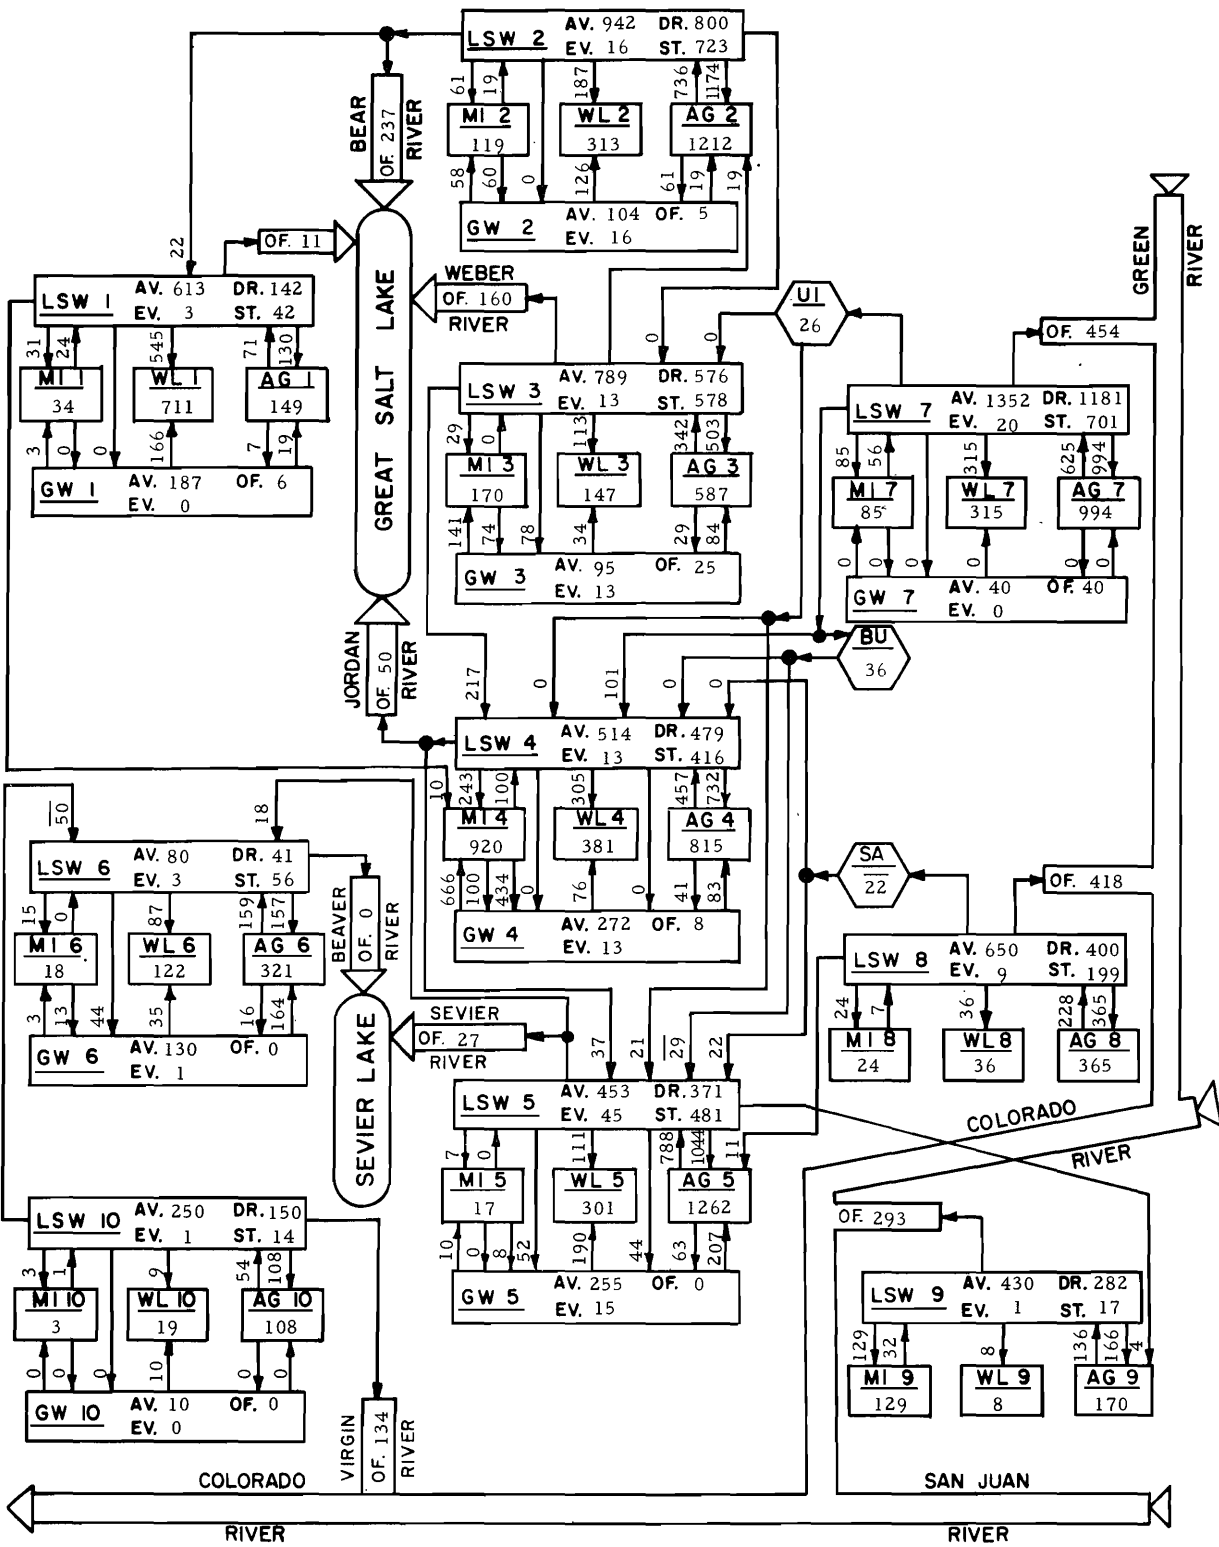 LSW 2
AV. 942 DR. 800
EV. 16 ST. 723
61
19
187
736
1174
MI 2
119
WL 2
313
AG 2
1212
58
60
0
126
61
19
19
GW 2
AV. 104 OF. 5
EV. 16
BEAR
OF. 237
RIVER
22
OF. 11
LSW 1
AV. 613 DR. 142
EV. 3 ST. 42
31
24
545
71
130
MI 1
34
WL 1
711
AG 1
149
3
0
0
166
7
19
GW 1
AV. 187 OF. 6
EV. 0
GREAT SALT LAKE
WEBER
OF. 160
RIVER
0
0
UI
26
GREEN
RIVER
OF. 454
LSW 3
AV. 789 DR. 576
EV. 13 ST. 578
29
0
113
342
503
MI 3
170
WL 3
147
AG 3
587
141
74
78
34
29
84
GW 3
AV. 95 OF. 25
EV. 13
LSW 7
AV. 1352 DR. 1181
EV. 20 ST. 701
85
56
315
625
994
MI 7
85
WL 7
315
AG 7
994
0
0
0
0
0
0
GW 7
AV. 40 OF. 40
EV. 0
BU
36
JORDAN
OF. 50
RIVER
217
0
101
0
0
LSW 4
AV. 514 DR. 479
EV. 13 ST. 416
10
243
100
305
457
732
MI 4
920
WL 4
381
AG 4
815
666
100
434
0
76
0
41
83
GW 4
AV. 272 OF. 8
EV. 13
50
18
LSW 6
AV. 80 DR. 41
EV. 3 ST. 56
15
0
87
159
157
MI 6
18
WL 6
122
AG 6
321
3
13
44
35
16
164
GW 6
AV. 130 OF. 0
EV. 1
BEAVER
OF. 0
RIVER
SEVIER LAKE
SEVIER
OF. 27
RIVER
SA
22
OF. 418
LSW 8
AV. 650 DR. 400
EV. 9 ST. 199
24
7
36
228
365
MI 8
24
WL 8
36
AG 8
365
37
21
29
22
LSW 5
AV. 453 DR. 371
EV. 45 ST. 481
7
0
111
788
1044
11
MI 5
17
WL 5
301
AG 5
1262
10
0
8
52
190
44
63
207
GW 5
AV. 255 OF. 0
EV. 15
COLORADO
RIVER
OF. 293
LSW 9
AV. 430 DR. 282
EV. 1 ST. 17
129
32
8
136
166
4
MI 9
129
WL 9
8
AG 9
170
LSW 10
AV. 250 DR. 150
EV. 1 ST. 14
3
1
9
54
108
MI 10
3
WL 10
19
AG 10
108
0
0
0
10
0
0
GW 10
AV. 10 OF. 0
EV. 0
VIRGIN
OF. 134
RIVER
COLORADO
RIVER
SAN JUAN
RIVER